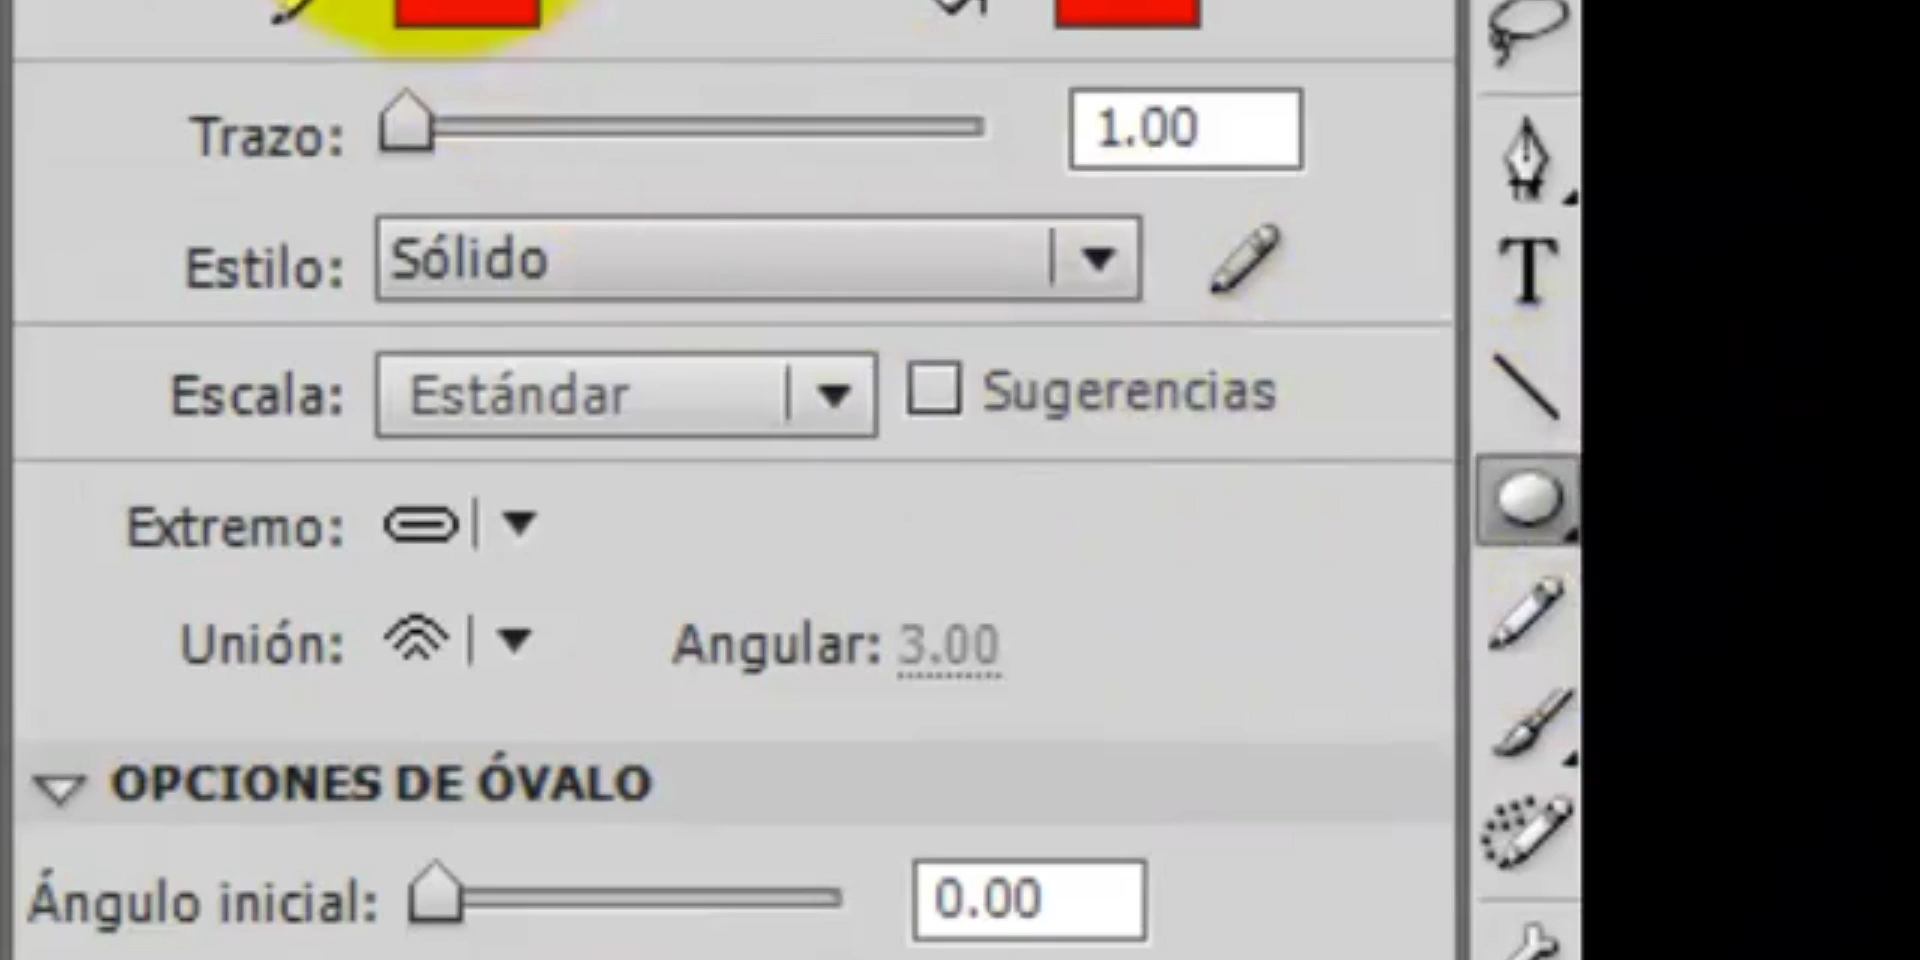 Trazo: 1.00
Estilo: Sólido
Escala: Estándar Sugerencias
Extremo:
Unión: Angular: 3.00
OPCIONES DE ÓVALO
Ángulo inicial: 0.00